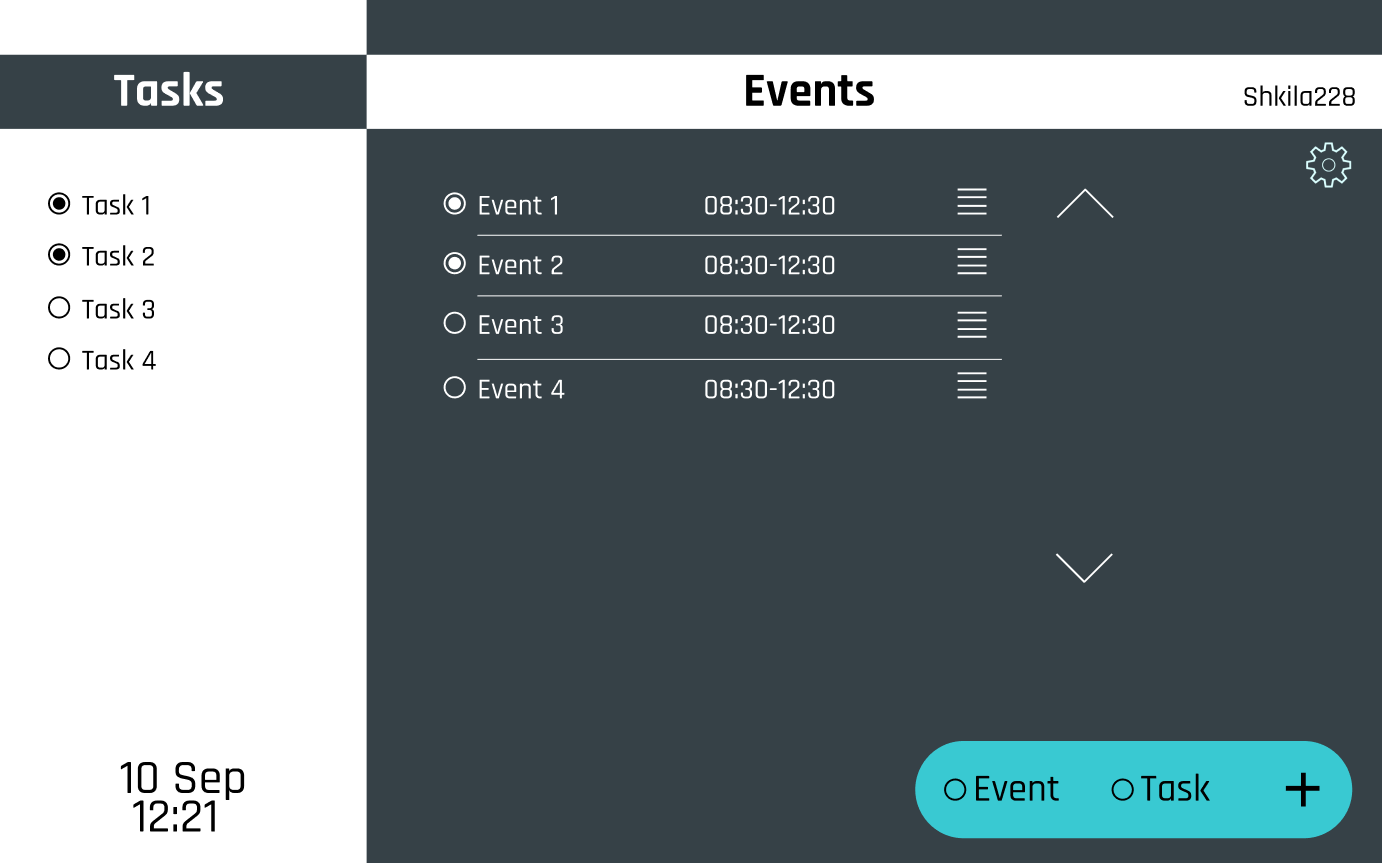 Tasks
Events
Shkila228
Task 1
Task 2
Task 3
Task 4
Event 1 08:30-12:30
Event 2 08:30-12:30
Event 3 08:30-12:30
Event 4 08:30-12:30
10 Sep
12:21
Event Task +